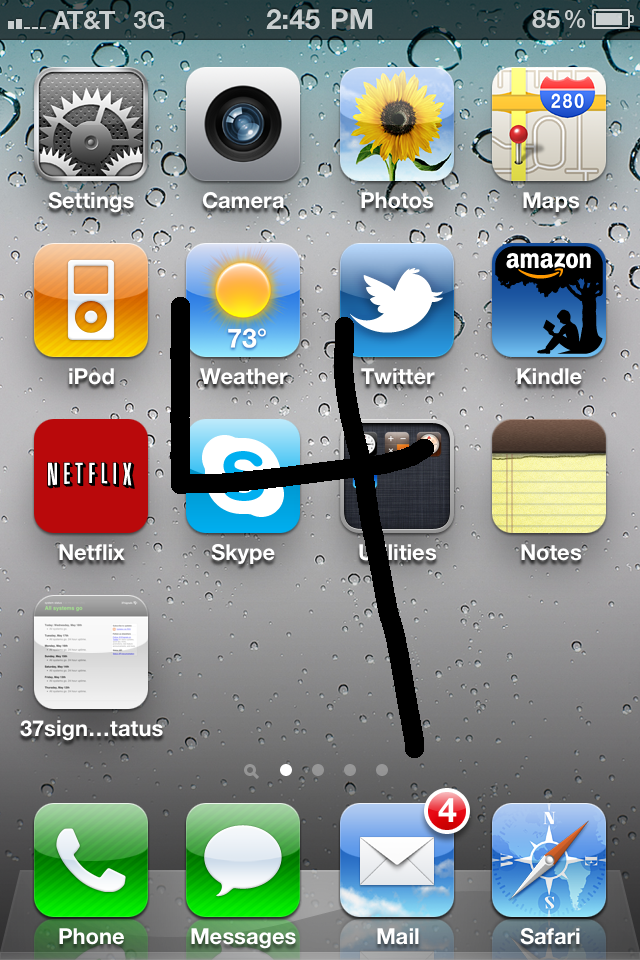 AT&T 3G 2:45 PM 85%
280
Settings Camera Photos Maps
73°
amazon
iPod Weather Twitter Kindle
NETFLIX
S
Netflix Skype Utilities Notes
4
All systems go
37sign...tatus
4
N
S
Phone Messages Mail Safari